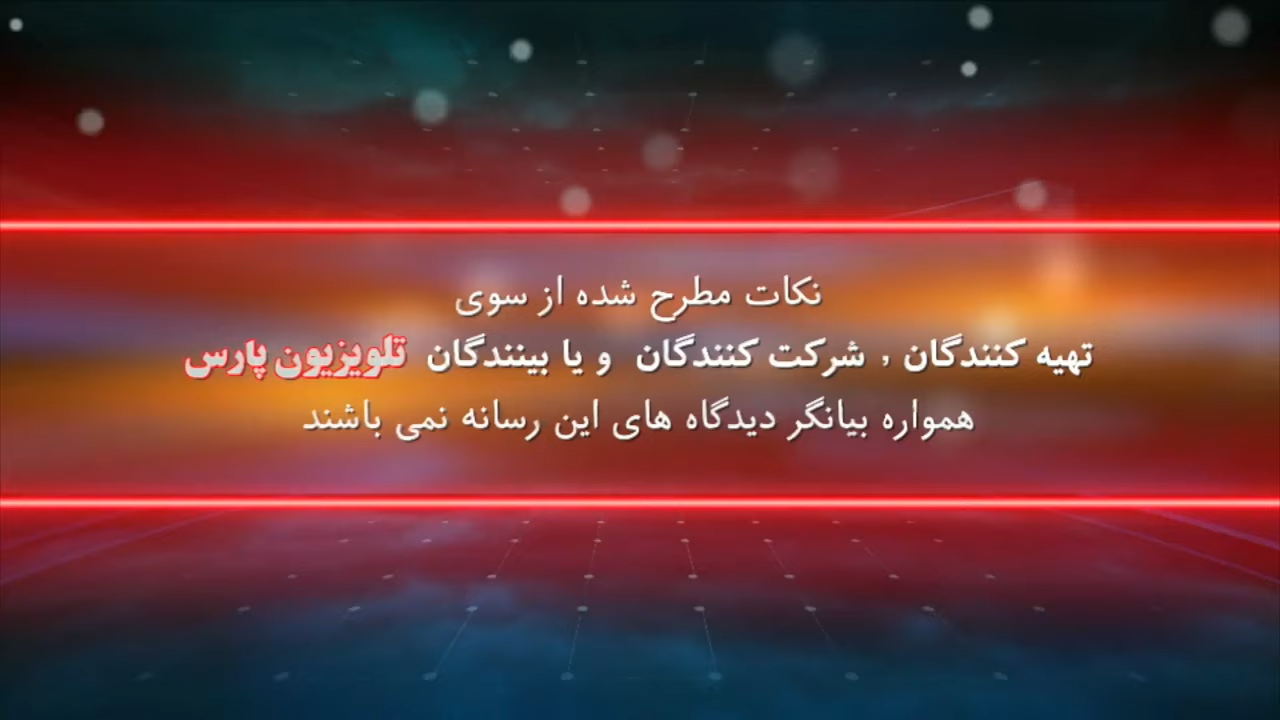 نکات مطرح شده از سوی
تهیه کنندگان , شرکت کنندگان و یا بینندگان تلویزیون پارس
همواره بیانگر دیدگاه های این رسانه نمی باشند